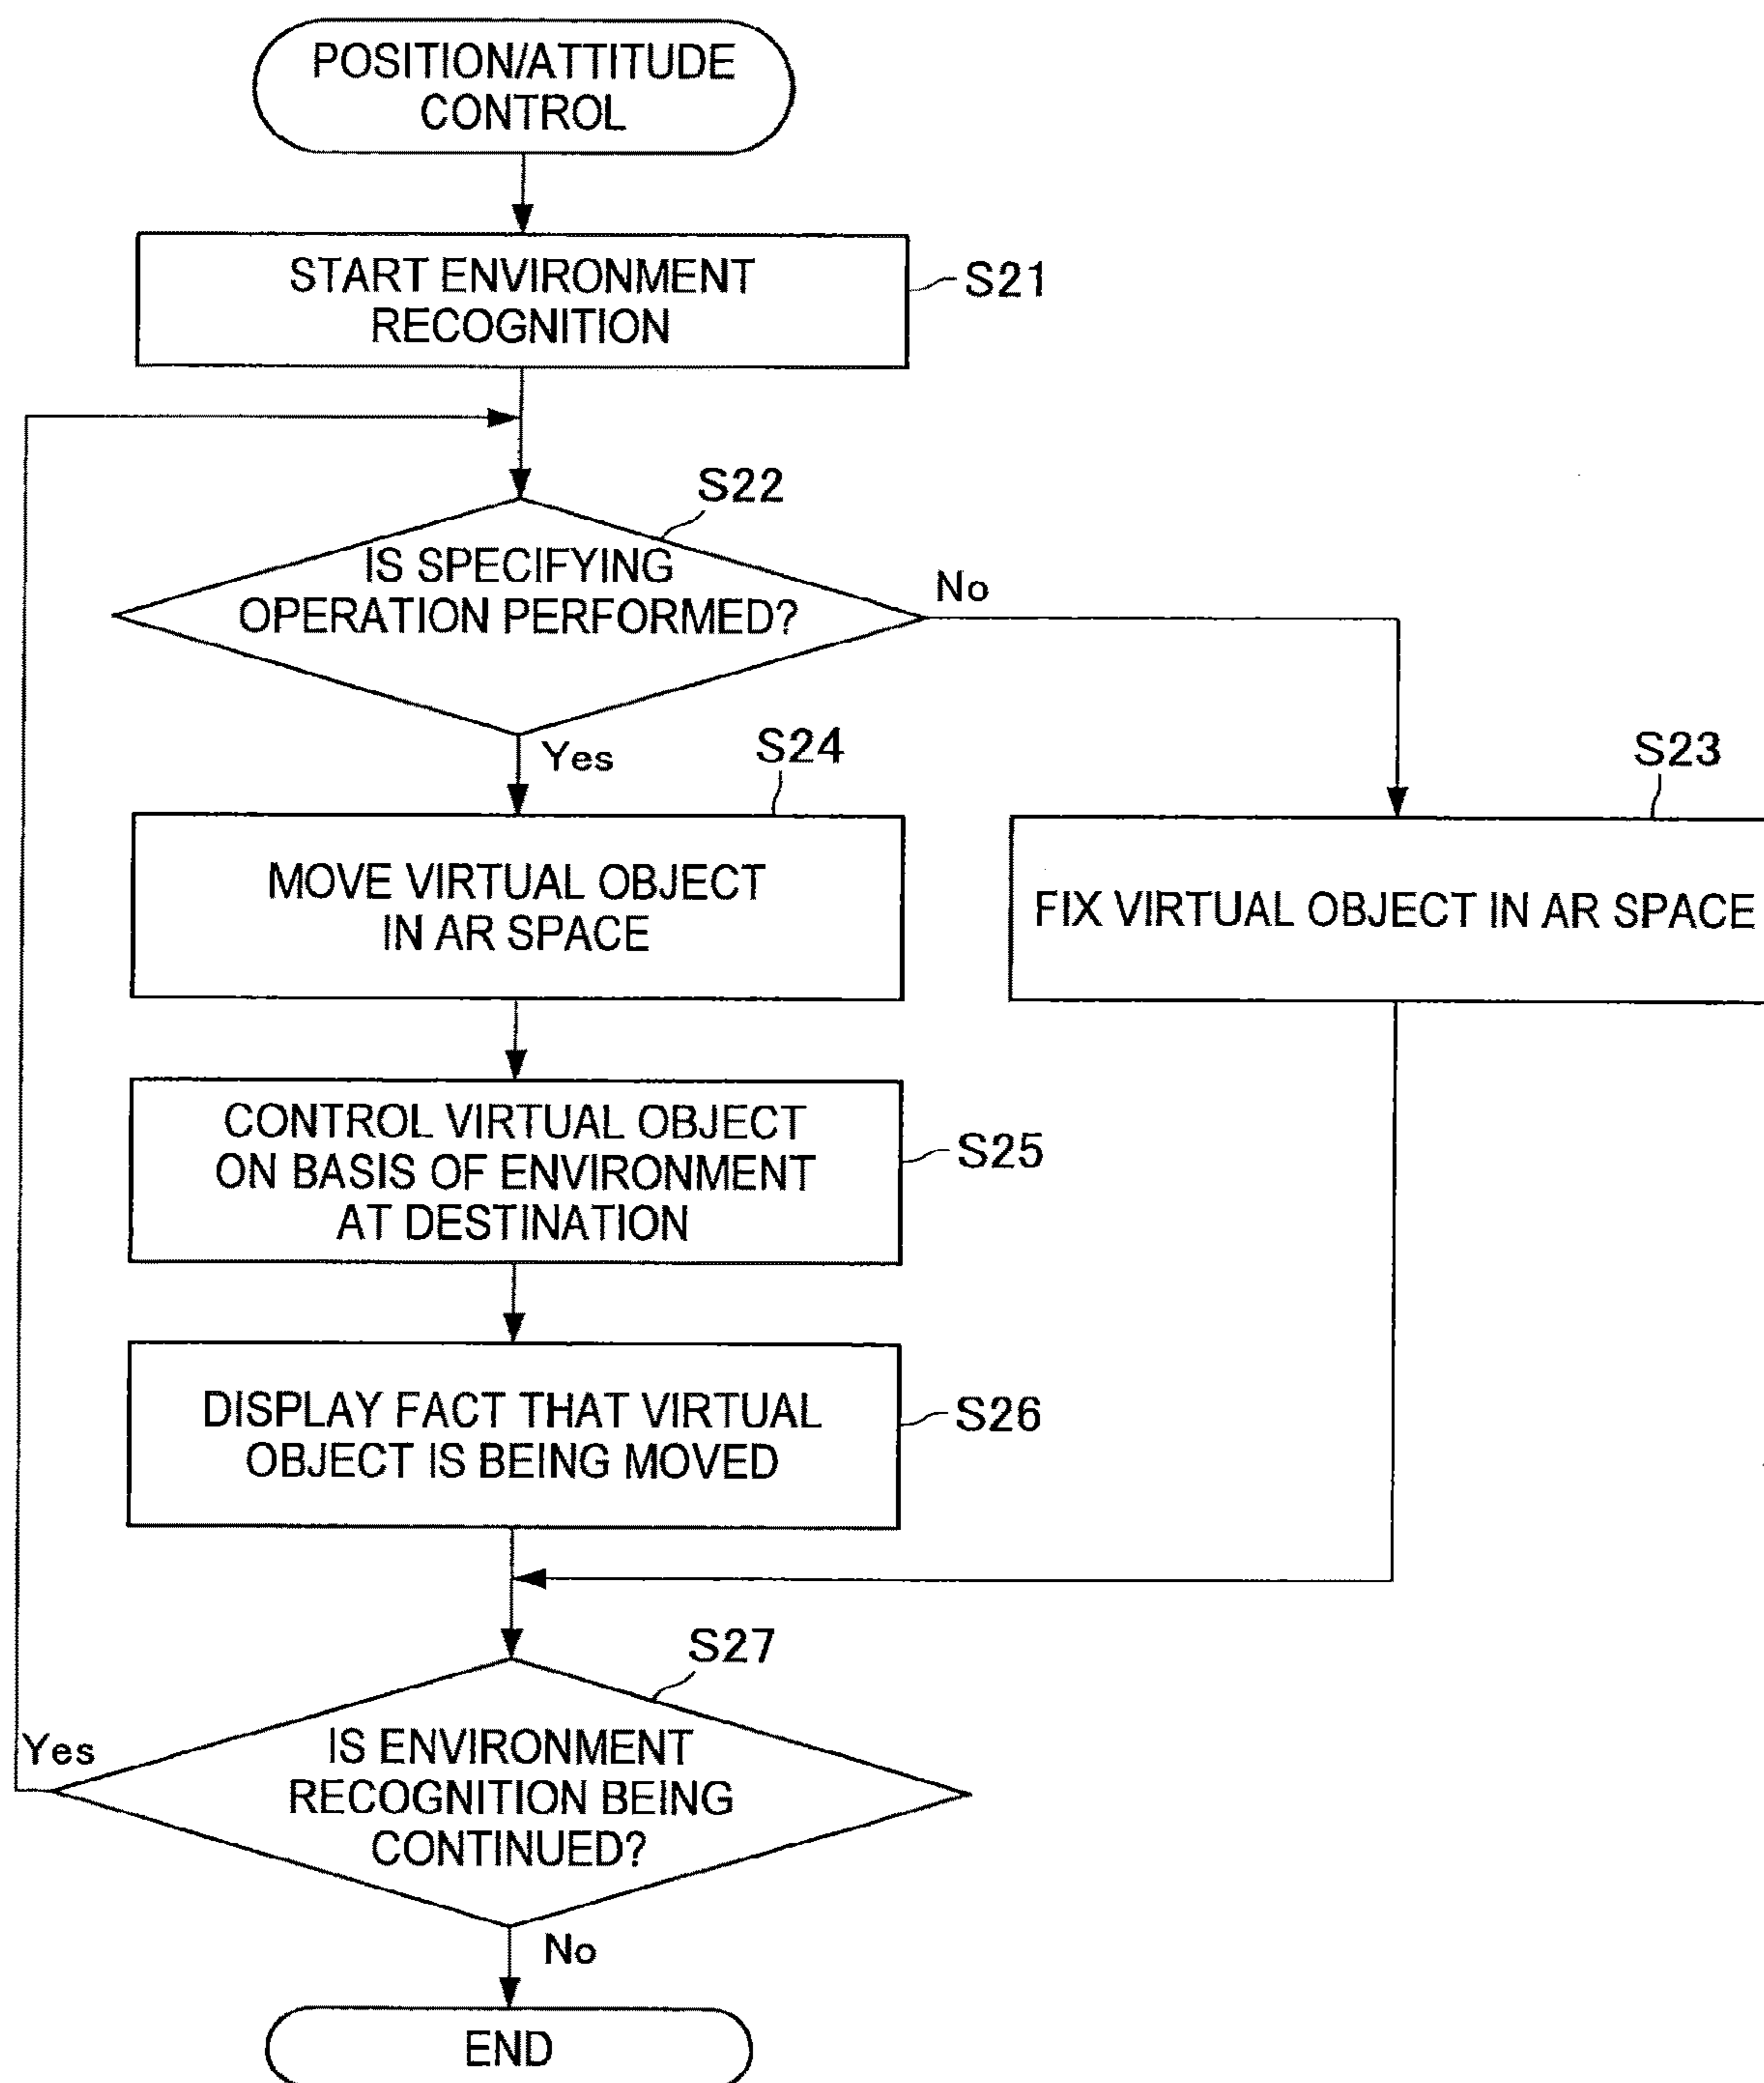 POSITION/ATTITUDE
CONTROL
START ENVIRONMENT
RECOGNITION
S21
S22
IS SPECIFYING
OPERATION PERFORMED?
No
Yes
S24
S23
MOVE VIRTUAL OBJECT
IN AR SPACE
FIX VIRTUAL OBJECT IN AR SPACE
CONTROL VIRTUAL OBJECT
ON BASIS OF ENVIRONMENT
AT DESTINATION
S25
DISPLAY FACT THAT VIRTUAL
OBJECT IS BEING MOVED
S26
S27
Yes
IS ENVIRONMENT
RECOGNITION BEING
CONTINUED?
No
END